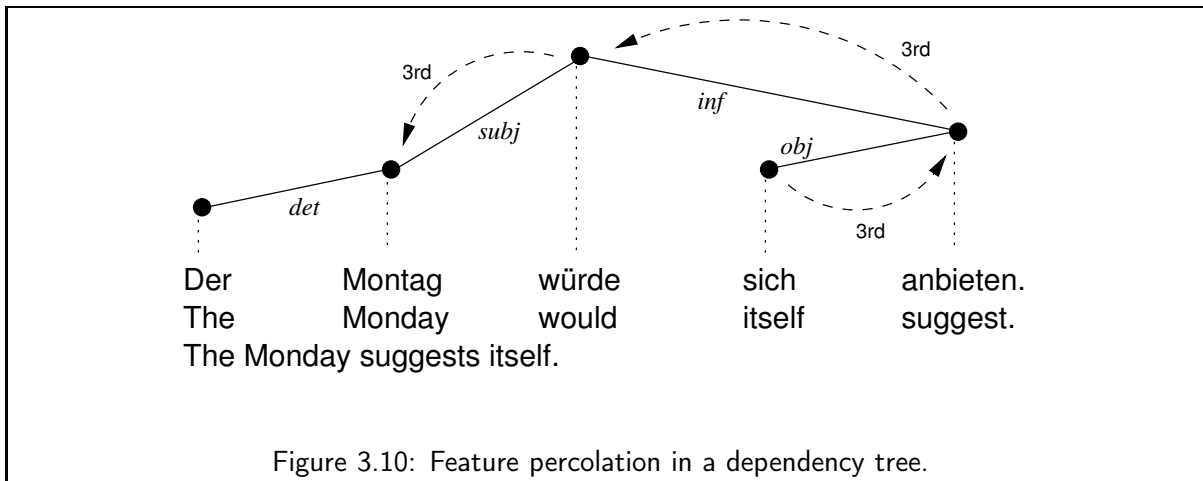 3rd
3rd
inf
subj
obj
det
3rd
Der Montag würde sich anbieten.
The Monday would itself suggest.
The Monday suggests itself.
Figure 3.10: Feature percolation in a dependency tree.